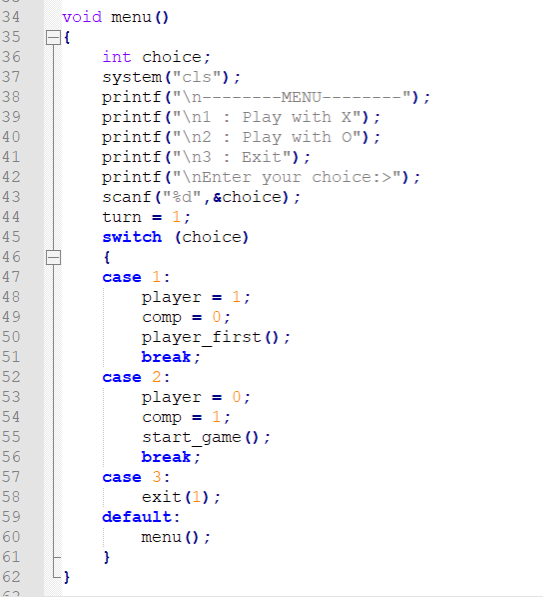 34 void menu()
35 {
36 int choice;
37 system("cls");
38 printf("\n--------MENU--------");
39 printf("\n1 : Play with X");
40 printf("\n2 : Play with O");
41 printf("\n3 : Exit");
42 printf("\nEnter your choice:>");
43 scanf("%d",&choice);
44 turn = 1;
45 switch (choice)
46 {
47 case 1:
48 player = 1;
49 comp = 0;
50 player_first();
51 break;
52 case 2:
53 player = 0;
54 comp = 1;
55 start_game();
56 break;
57 case 3:
58 exit(1);
59 default:
60 menu();
61 }
62 }